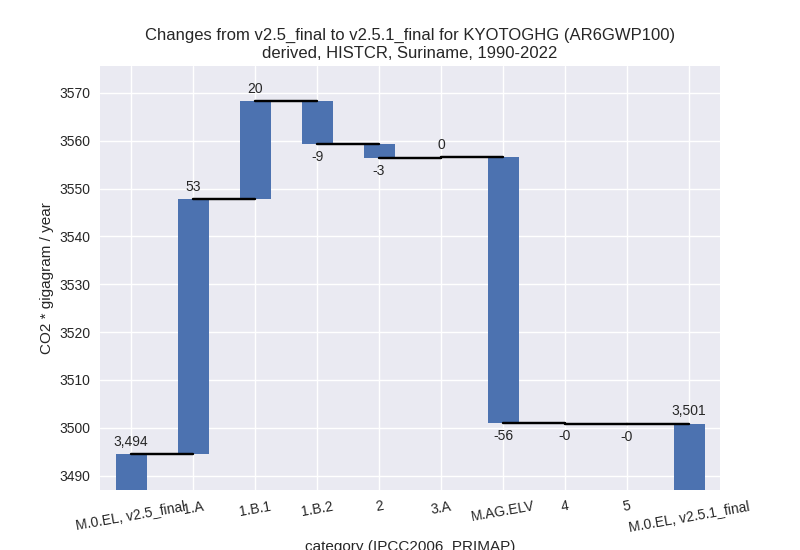 Changes from v2.5_final to v2.5.1_final for KYOTOGHG (AR6GWP100)
derived, HISTCR, Suriname, 1990-2022
CO2 * gigagram / year
3570
3560
3550
3540
3530
3520
3510
3500
3490
3,494
53
20
-9
-3
0
-56
-0
-0
3,501
M.0.EL, v2.5_final
1.A
1.B.1
1.B.2
2
3.A
M.AG.ELV
4
5
M.0.EL, v2.5.1_final
category (IPCC2006_PRIMAP)